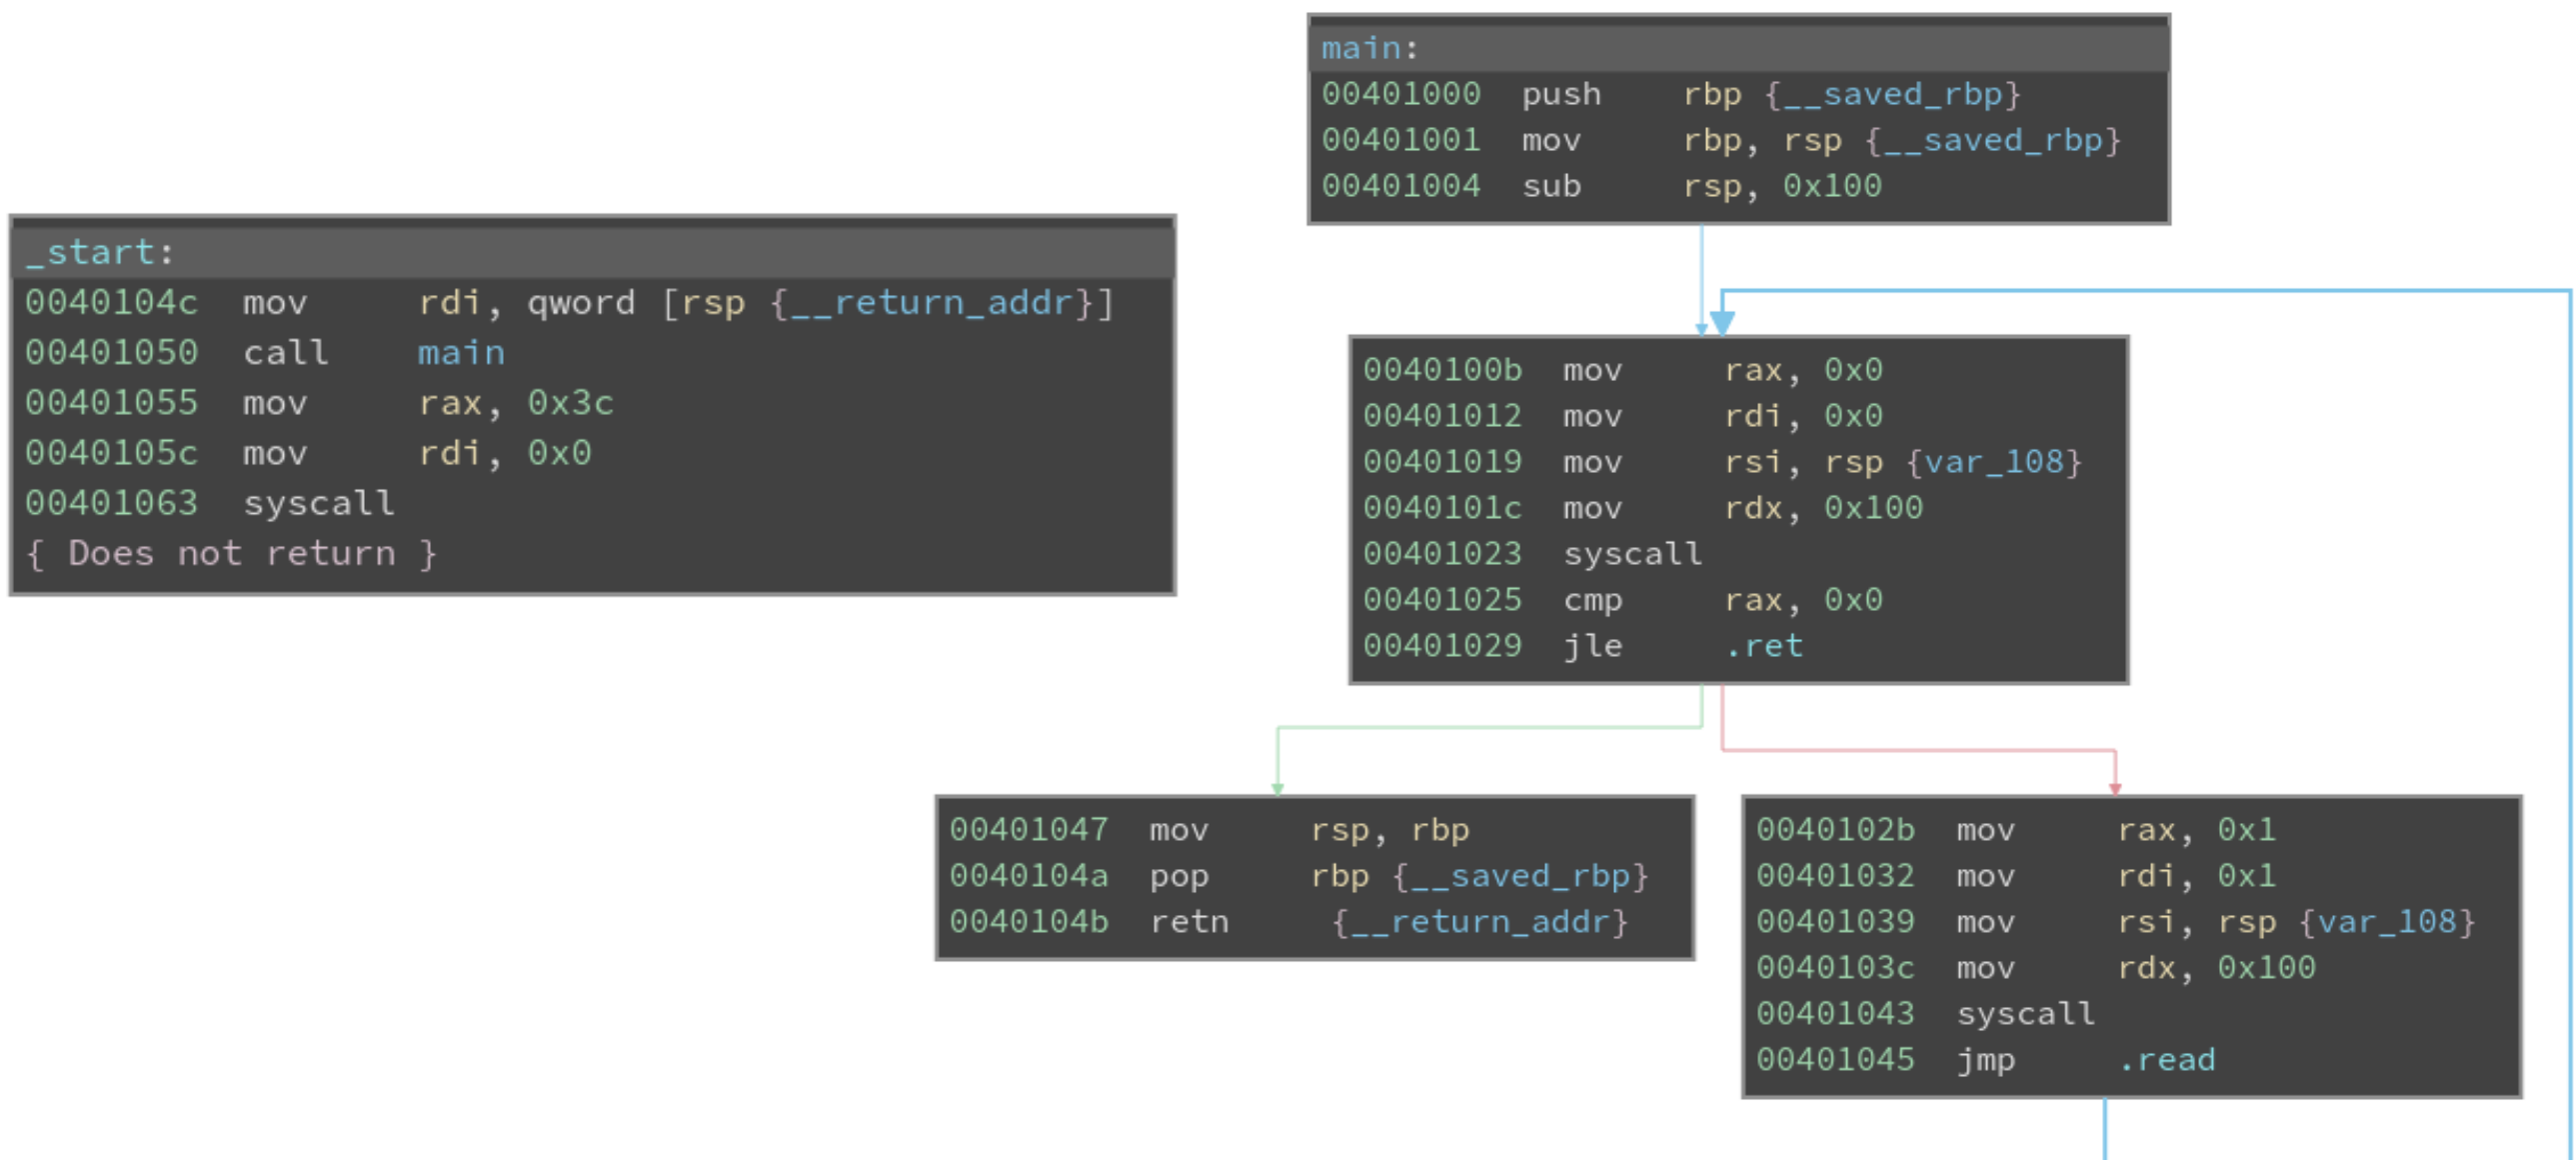 _start:
0040104c mov rdi, qword [rsp {__return_addr}]
00401050 call main
00401055 mov rax, 0x3c
0040105c mov rdi, 0x0
00401063 syscall
{ Does not return }
main:
00401000 push rbp {__saved_rbp}
00401001 mov rbp, rsp {__saved_rbp}
00401004 sub rsp, 0x100
0040100b mov rax, 0x0
00401012 mov rdi, 0x0
00401019 mov rsi, rsp {var_108}
0040101c mov rdx, 0x100
00401023 syscall
00401025 cmp rax, 0x0
00401029 jle .ret
00401047 mov rsp, rbp
0040104a pop rbp {__saved_rbp}
0040104b retn {__return_addr}
0040102b mov rax, 0x1
00401032 mov rdi, 0x1
00401039 mov rsi, rsp {var_108}
0040103c mov rdx, 0x100
00401043 syscall
00401045 jmp .read